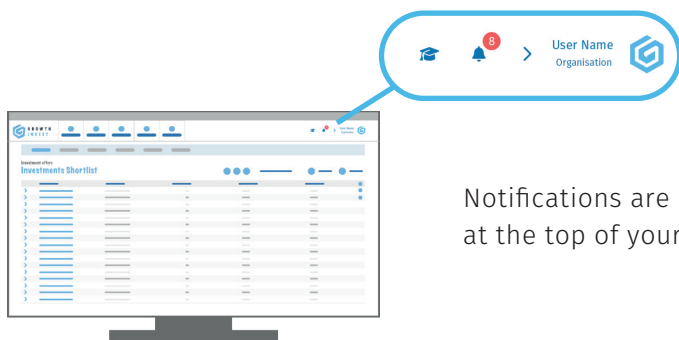 8
User Name
Organisation
GROWTH
INVEST
Investment offers
Investments Shortlist
Notifications are
at the top of your